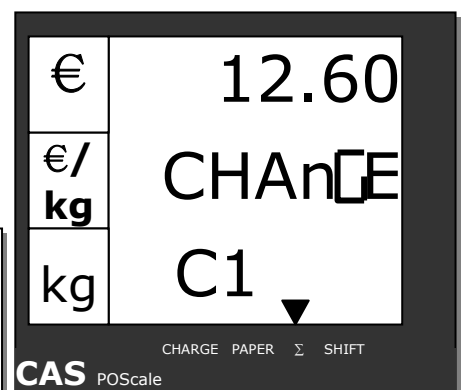 € 12.60
€/
kg
CHAnGE
kg C1
CHARGE PAPER Σ SHIFT
CAS POScale